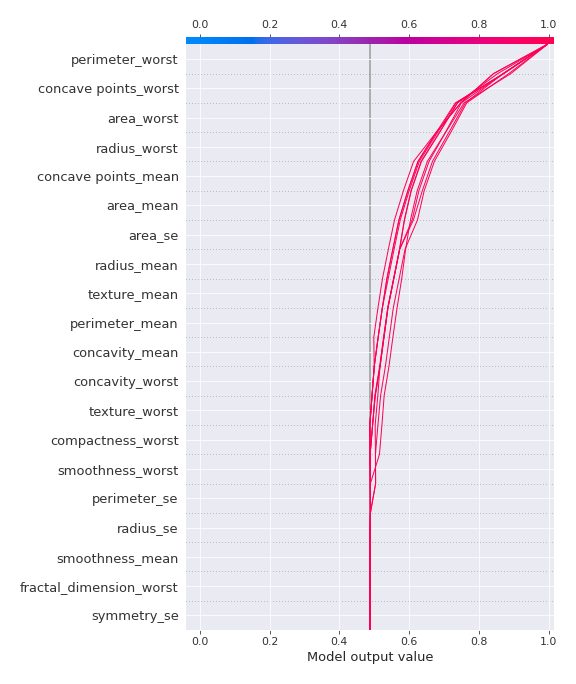 0.0 0.2 0.4 0.6 0.8 1.0
perimeter_worst
concave points_worst
area_worst
radius_worst
concave points_mean
area_mean
area_se
radius_mean
texture_mean
perimeter_mean
concavity_mean
concavity_worst
texture_worst
compactness_worst
smoothness_worst
perimeter_se
radius_se
smoothness_mean
fractal_dimension_worst
symmetry_se
0.0 0.2 0.4 0.6 0.8 1.0
Model output value